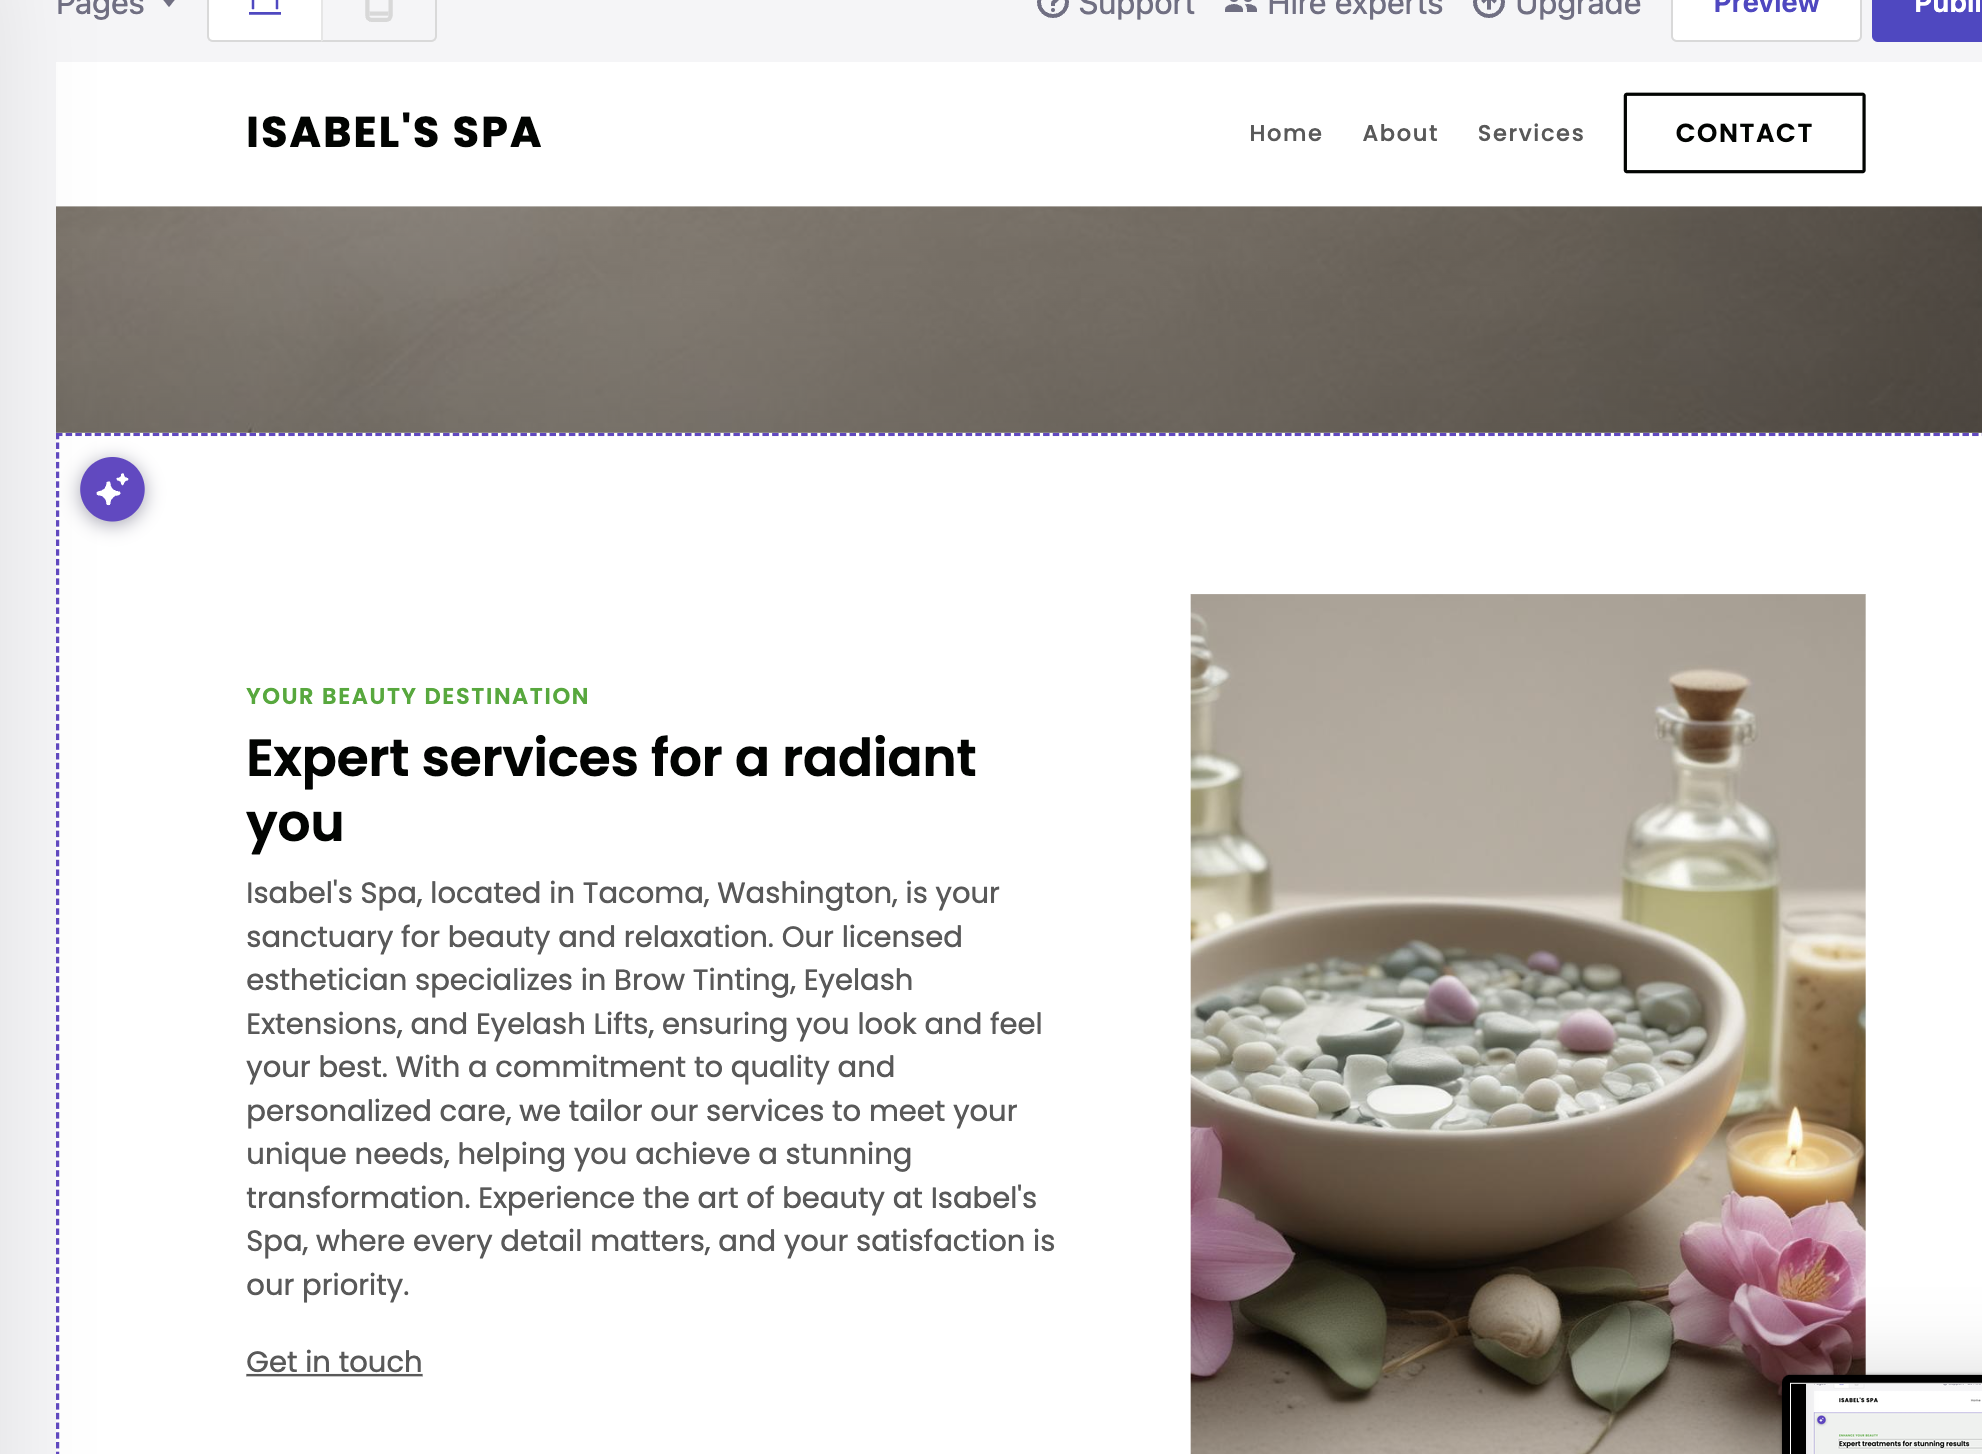 Pages
Support
Hire experts
Upgrade
Preview
ISABEL'S SPA
Home
About
Services
CONTACT
YOUR BEAUTY DESTINATION
Expert services for a radiant
you
Isabel's Spa, located in Tacoma, Washington, is your
sanctuary for beauty and relaxation. Our licensed
esthetician specializes in Brow Tinting, Eyelash
Extensions, and Eyelash Lifts, ensuring you look and feel
your best. With a commitment to quality and
personalized care, we tailor our services to meet your
unique needs, helping you achieve a stunning
transformation. Experience the art of beauty at Isabel's
Spa, where every detail matters, and your satisfaction is
our priority.
Get in touch
ISABEL'S SPA
Expert treatments for stunning results